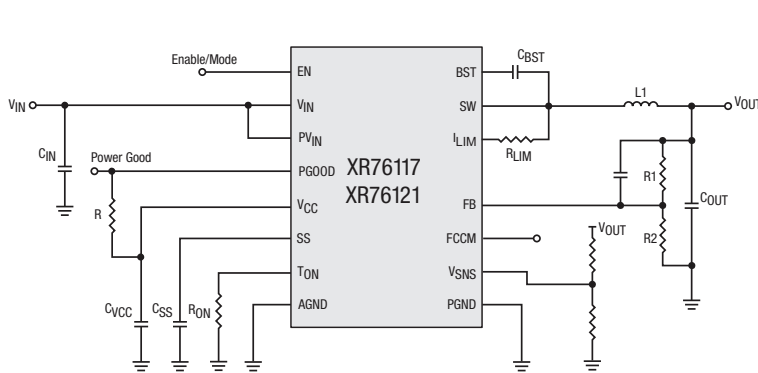 Enable/Mode
EN
VIN
VIN
PVIN
CIN
Power Good
PGOOD
R
VCC
SS
TON
AGND
CVCC
CSS
RON
XR76117
XR76121
BST
SW
ILIM
FB
FCCM
VSNS
PGND
CBST
RLIM
L1
VOUT
R1
COUT
R2
VOUT